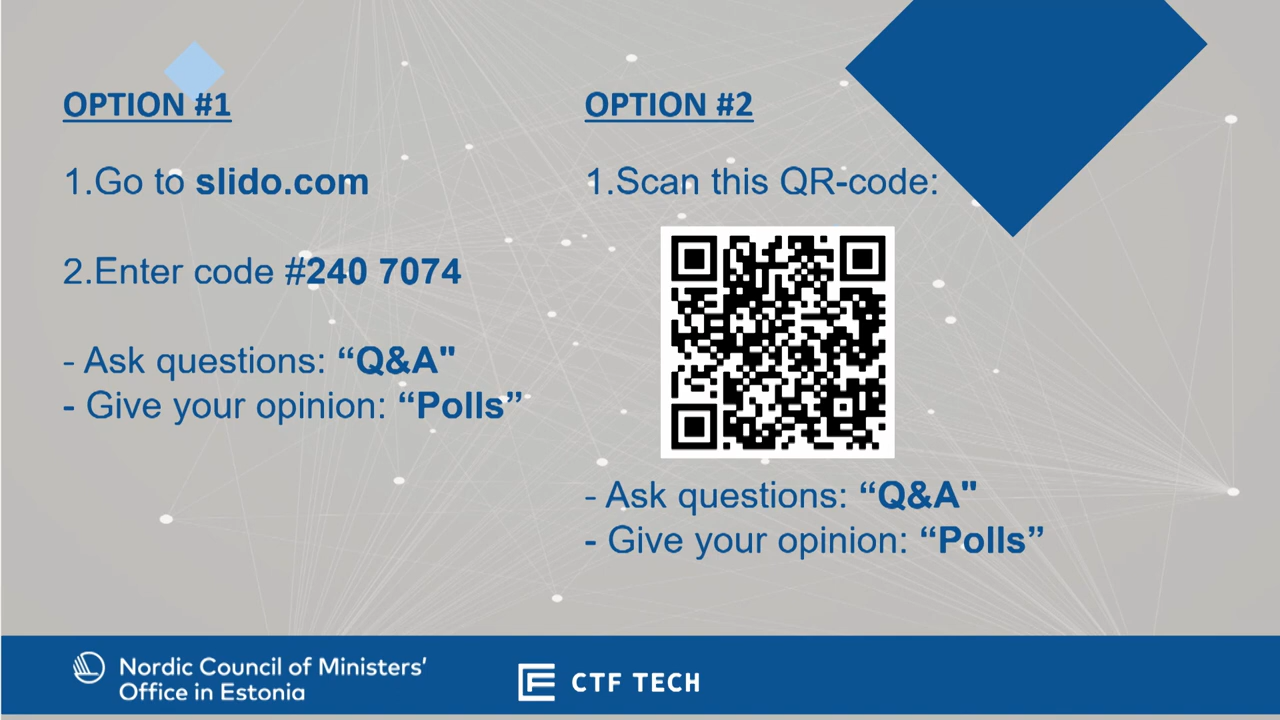 OPTION #1
1.Go to slido.com
2.Enter code #240 7074
- Ask questions: “Q&A"
- Give your opinion: “Polls”
OPTION #2
1.Scan this QR-code:
- Ask questions: “Q&A"
- Give your opinion: “Polls”
Nordic Council of Ministers’
Office in Estonia
CTF TECH